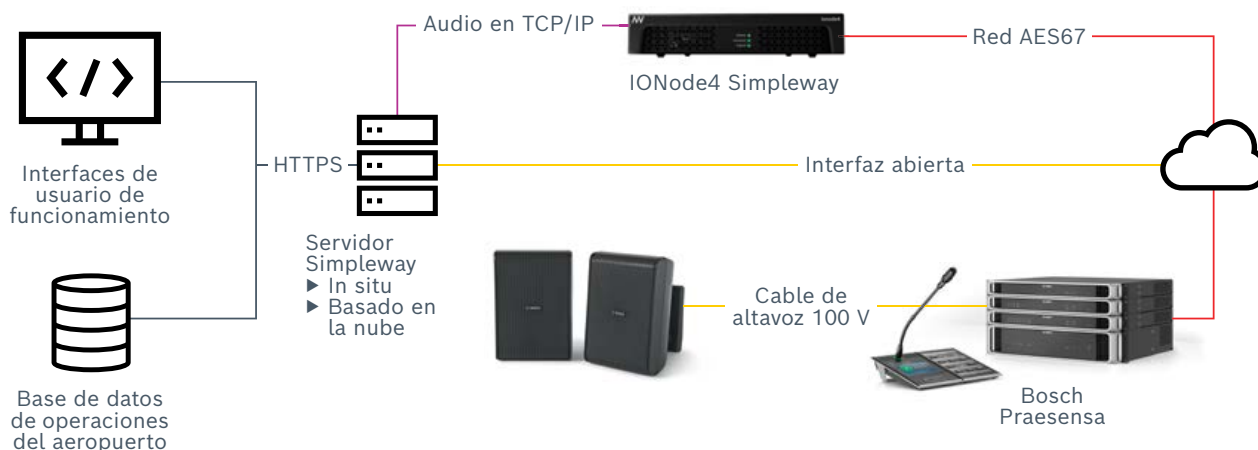 Audio en TCP/IP
Red AES67
IONode4 Simpleway
HTTPS
Interfaz abierta
Interfaces de
usuario de
funcionamiento
Servidor
Simpleway
▶ In situ
▶ Basado en
la nube
Cable de
altavoz 100 V
Base de datos
de operaciones
del aeropuerto
Bosch
Praesensa